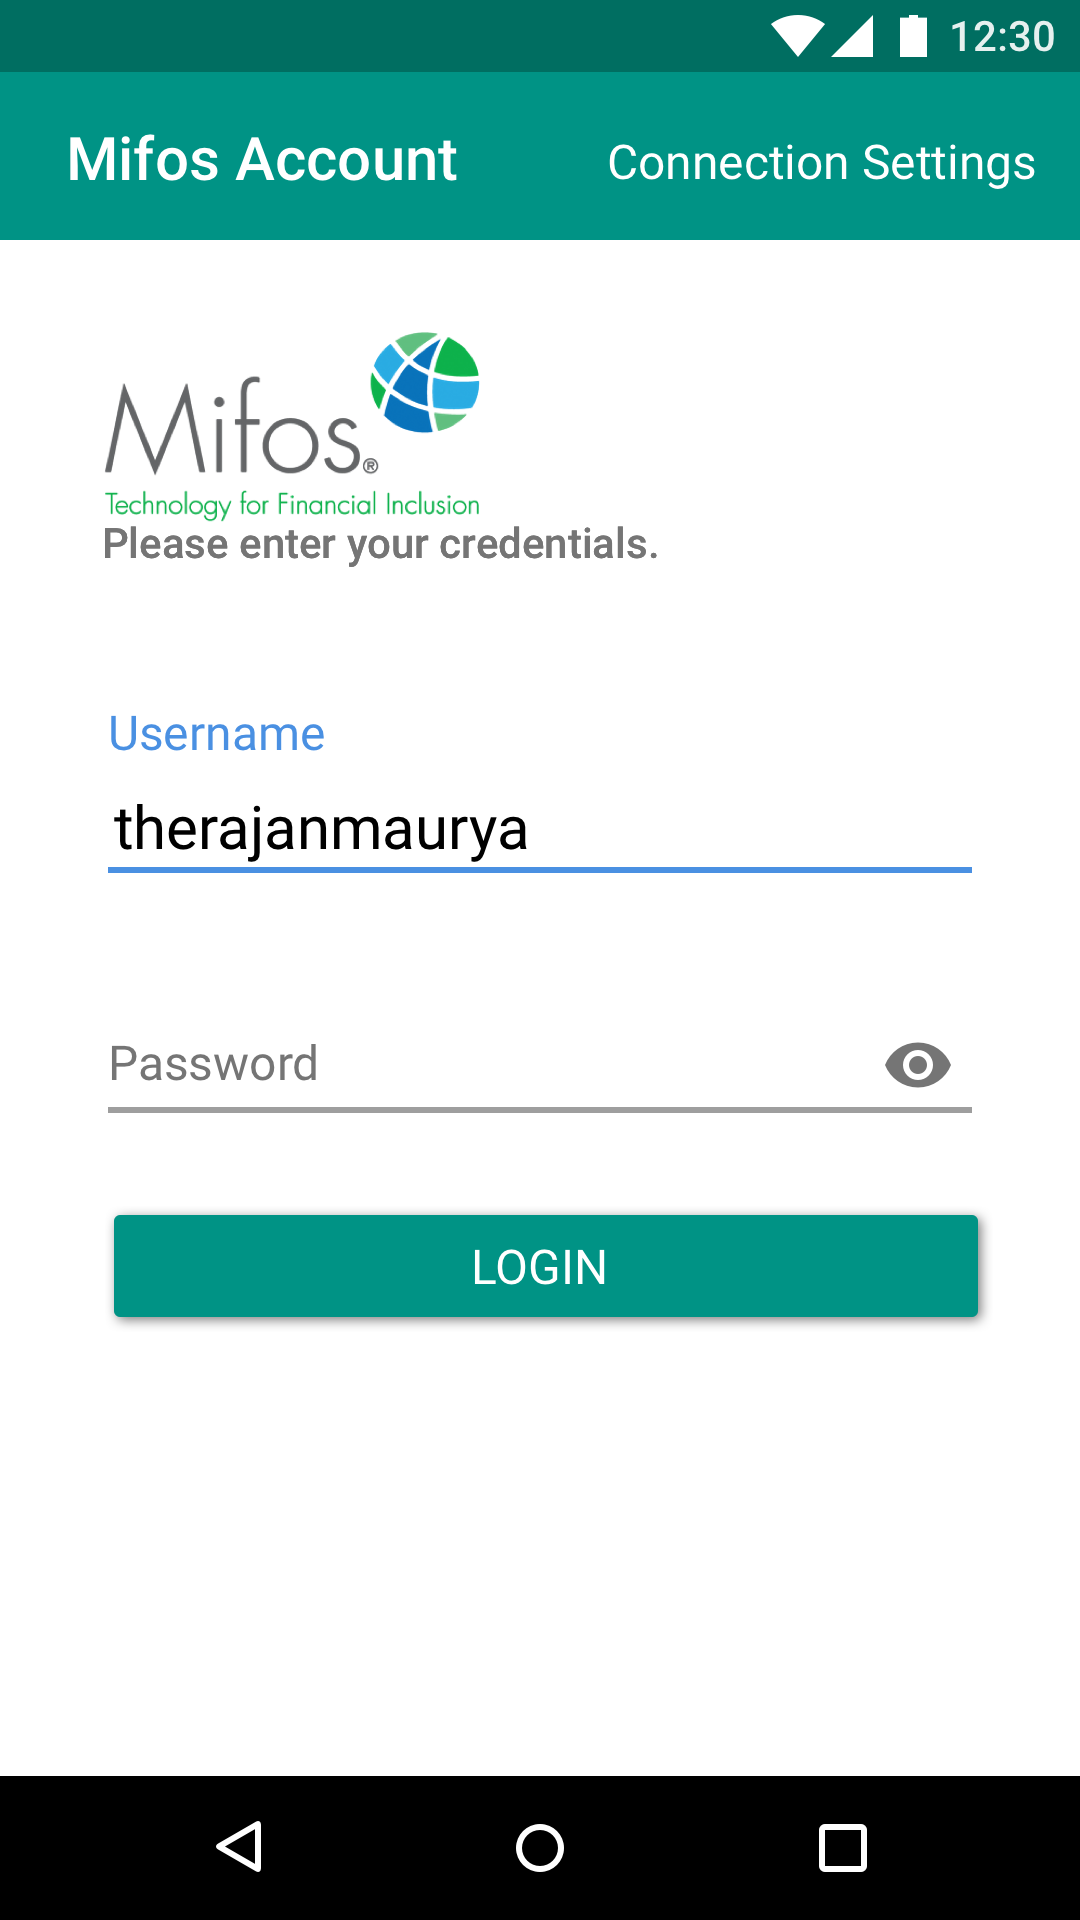 12:30
Mifos Account
Connection Settings
Mifos®
Technology for Financial Inclusion
Please enter your credentials.
Username
therajanmaurya
Password
LOGIN